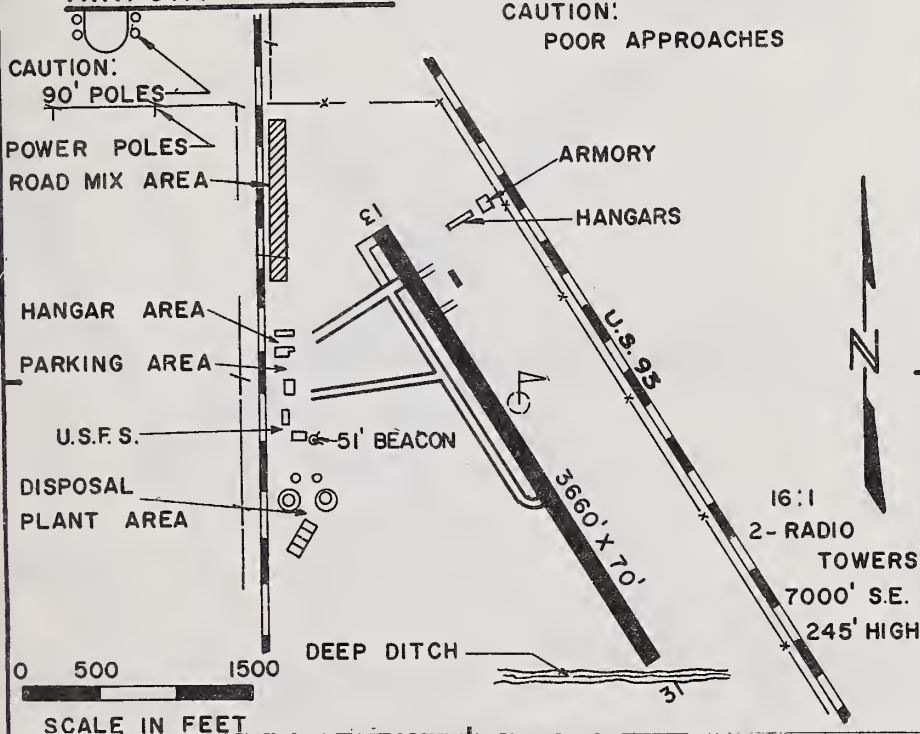 CAUTION:
POOR APPROACHES
CAUTION:
90' POLES
POWER POLES
ROAD MIX AREA
ARMORY
HANGARS
13
HANGAR AREA
PARKING AREA
U.S. 93
N
U.S.F.S.
51' BEACON
DISPOSAL
PLANT AREA
3660' X 70'
16:1
2-RADIO
TOWERS
7000' S.E.
245' HIGH
DEEP DITCH
31
0 500 1500
SCALE IN FEET